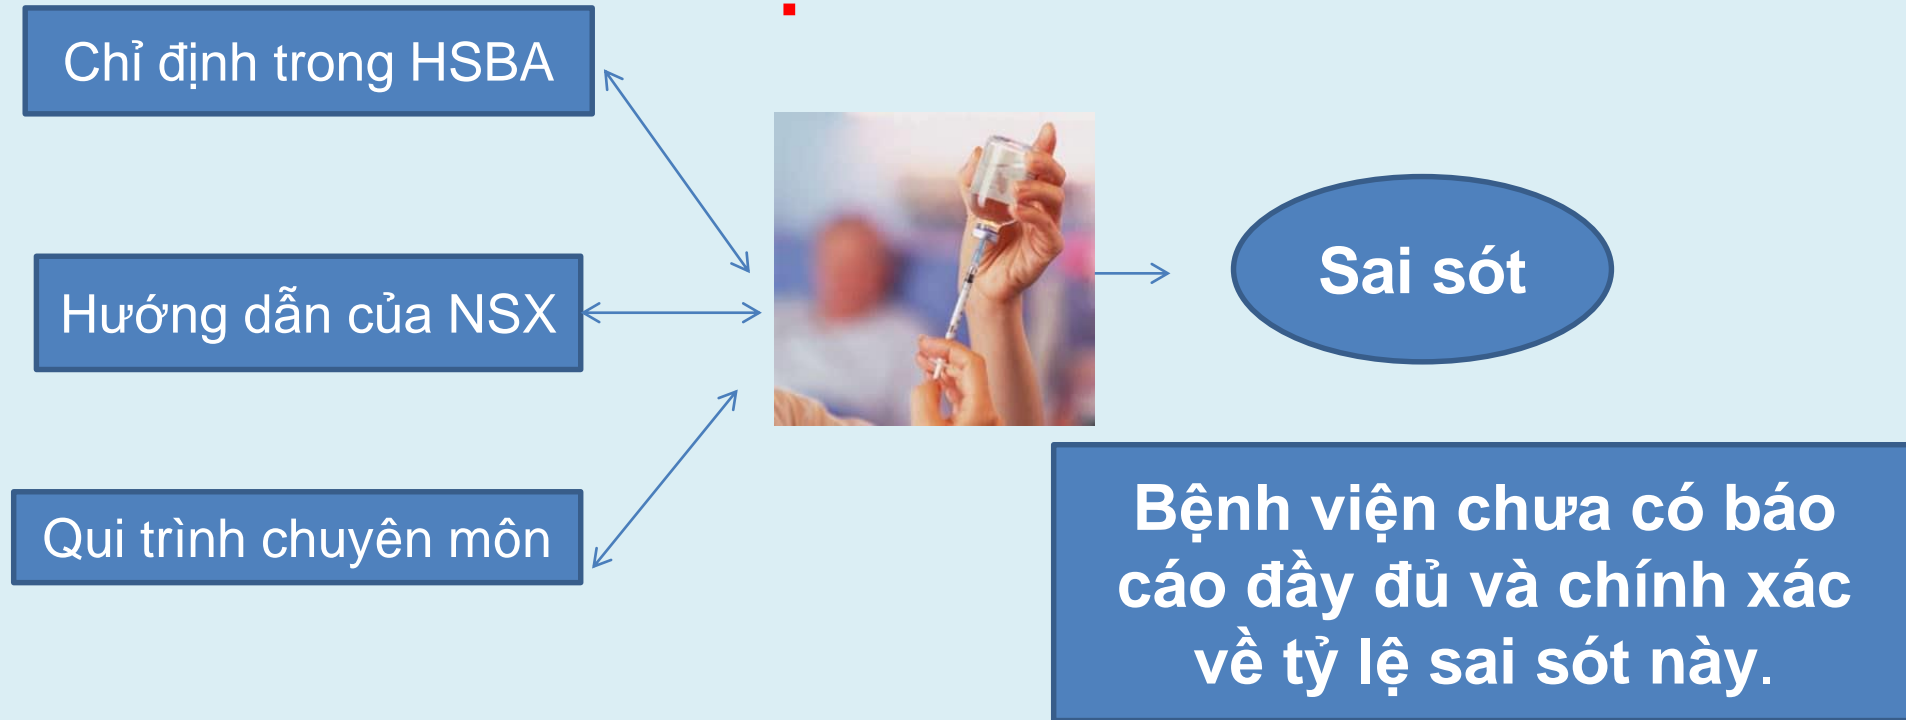 Chỉ định trong HSBA
Hướng dẫn của NSX
Qui trình chuyên môn
Sai sót
Bệnh viện chưa có báo
cáo đầy đủ và chính xác
về tỷ lệ sai sót này.